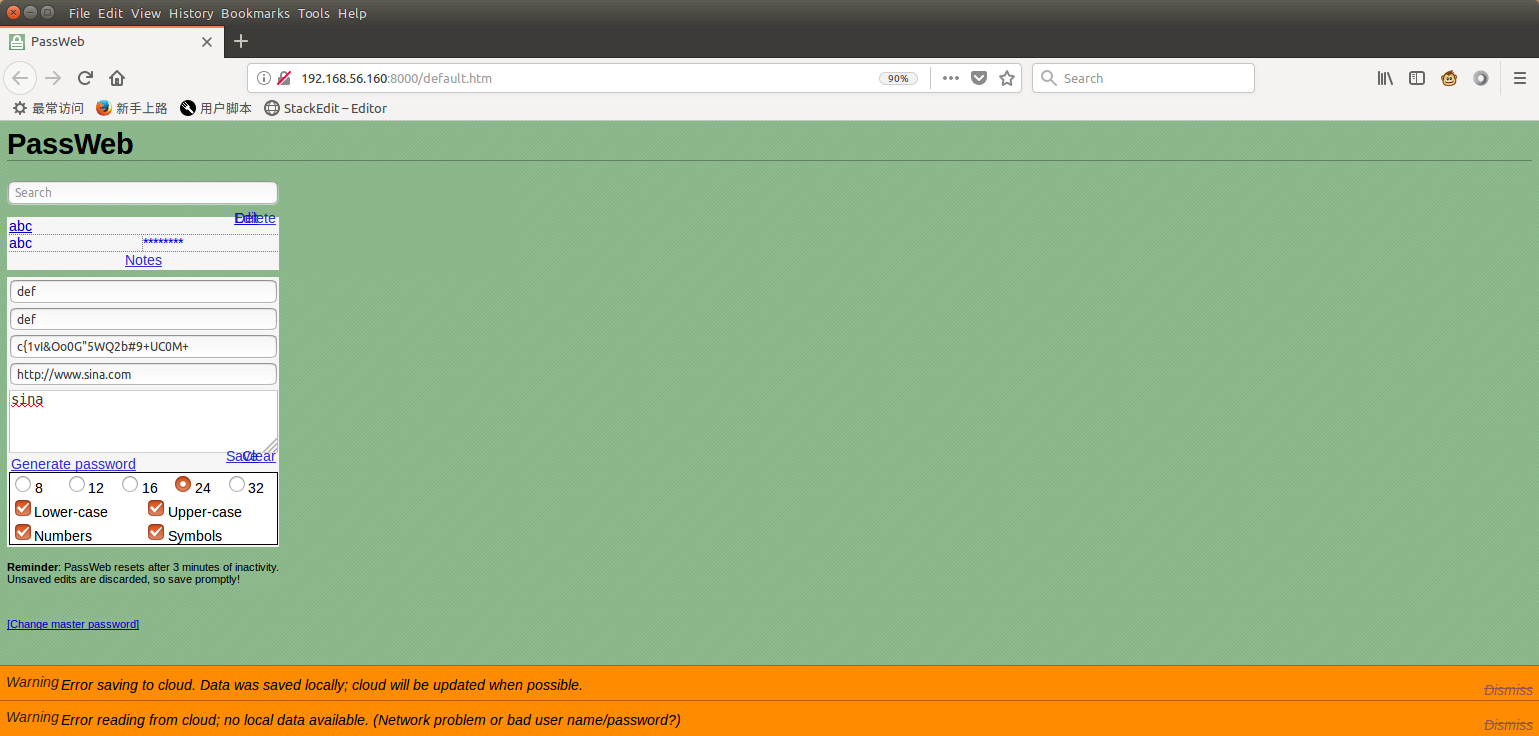 File Edit View History Bookmarks Tools Help
PassWeb
192.168.56.160:8000/default.htm 90% Search
最常访问 新手上路 用户脚本 StackEdit – Editor
PassWeb
Search
Edit Delete
abc
abc ********
Notes
def
def
c{1vI&Oo0G"5WQ2b#9+UC0M+
http://www.sina.com
sina
Save Clear
Generate password
8 12 16 24 32
Lower-case Upper-case
Numbers Symbols
Reminder: PassWeb resets after 3 minutes of inactivity.
Unsaved edits are discarded, so save promptly!
[Change master password]
Warning Error saving to cloud. Data was saved locally; cloud will be updated when possible. Dismiss
Warning Error reading from cloud; no local data available. (Network problem or bad user name/password?) Dismiss